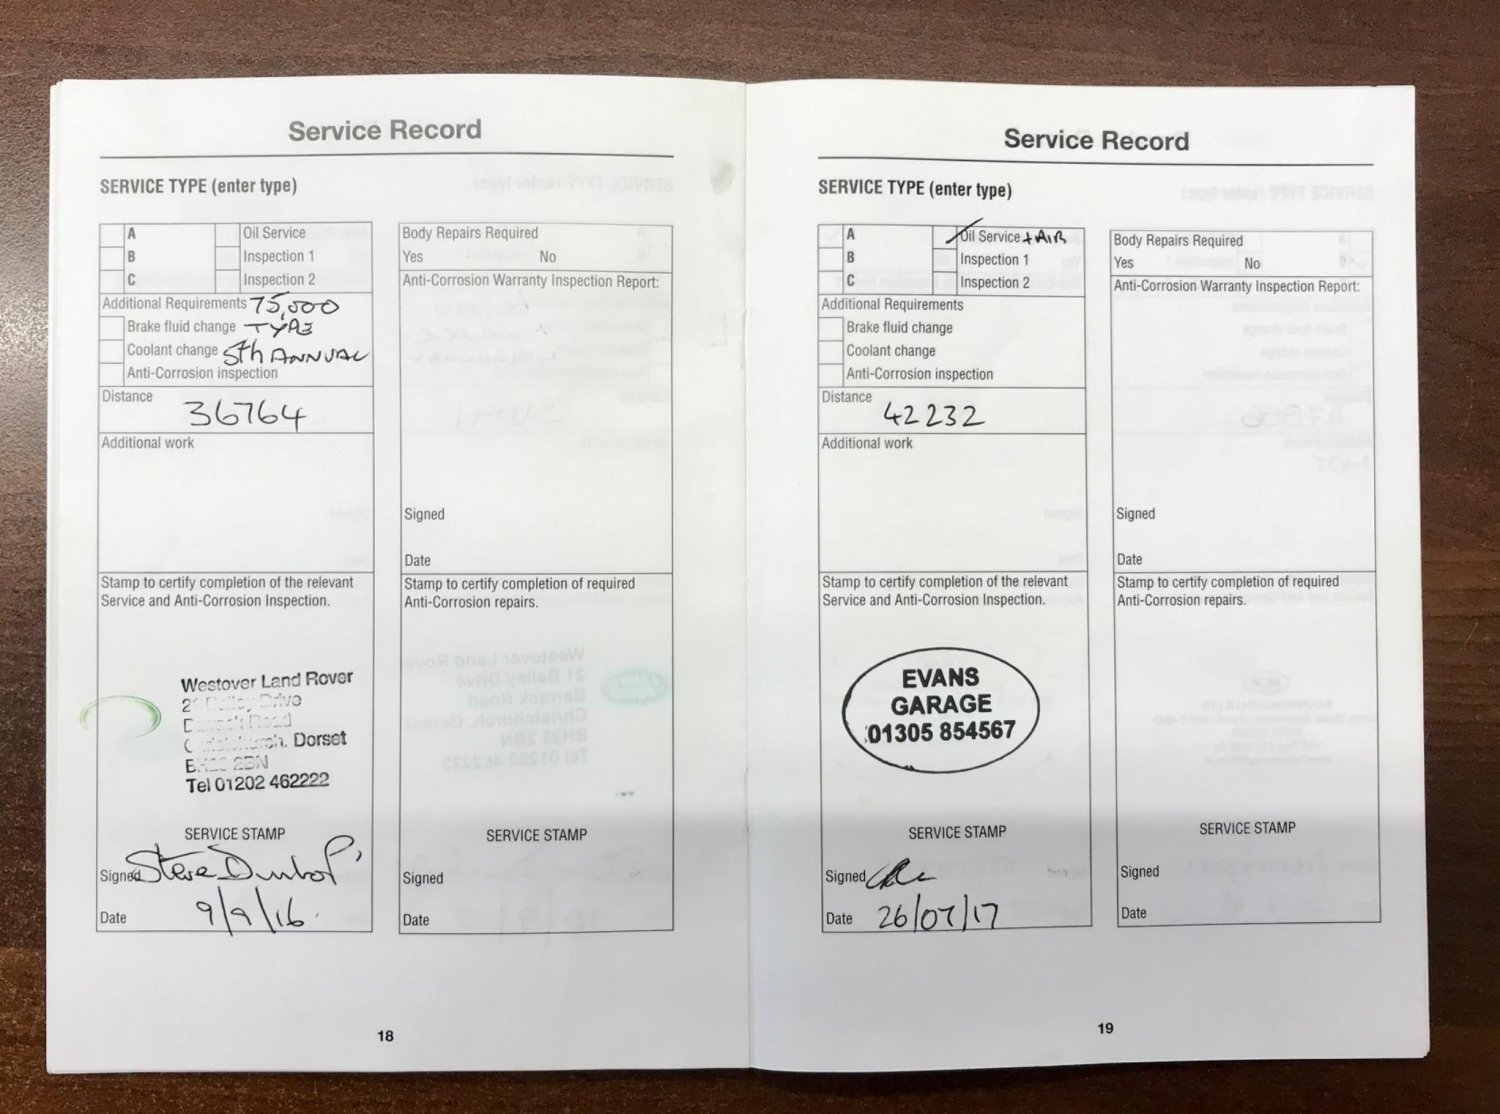 Service Record
SERVICE TYPE (enter type)
A Oil Service
B Inspection 1
C Inspection 2
Additional Requirements 75,000
Brake fluid change TYPE
Coolant change 5th ANNUAL
Anti-Corrosion inspection
Distance
36764
Additional work
Stamp to certify completion of the relevant
Service and Anti-Corrosion Inspection.
Westover Land Rover
Drive
Road
Dorset
2BN
Tel 01202 462222
SERVICE STAMP
Signed Steve Dunlop
Date 9/9/16.
Body Repairs Required
Yes No
Anti-Corrosion Warranty Inspection Report:
Signed
Date
Stamp to certify completion of required
Anti-Corrosion repairs.
SERVICE STAMP
Signed
Date
18
Service Record
SERVICE TYPE (enter type)
A Oil Service + AIR
B Inspection 1
C Inspection 2
Additional Requirements
Brake fluid change
Coolant change
Anti-Corrosion inspection
Distance
42232
Additional work
Stamp to certify completion of the relevant
Service and Anti-Corrosion Inspection.
EVANS
GARAGE
01305 854567
SERVICE STAMP
Signed
Date 26/07/17
Body Repairs Required
Yes No
Anti-Corrosion Warranty Inspection Report:
Signed
Date
Stamp to certify completion of required
Anti-Corrosion repairs.
SERVICE STAMP
Signed
Date
19